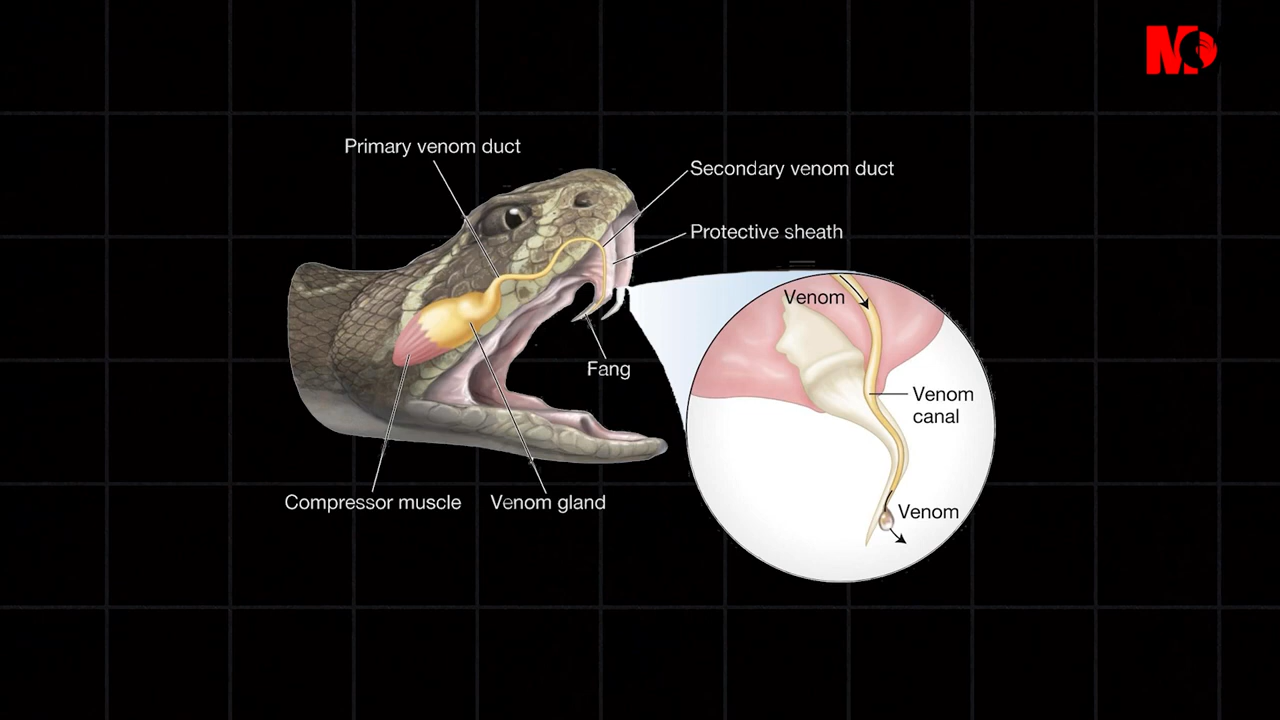 Primary venom duct
Secondary venom duct
Protective sheath
Venom
Fang
Venom
canal
Compressor muscle
Venom gland
Venom